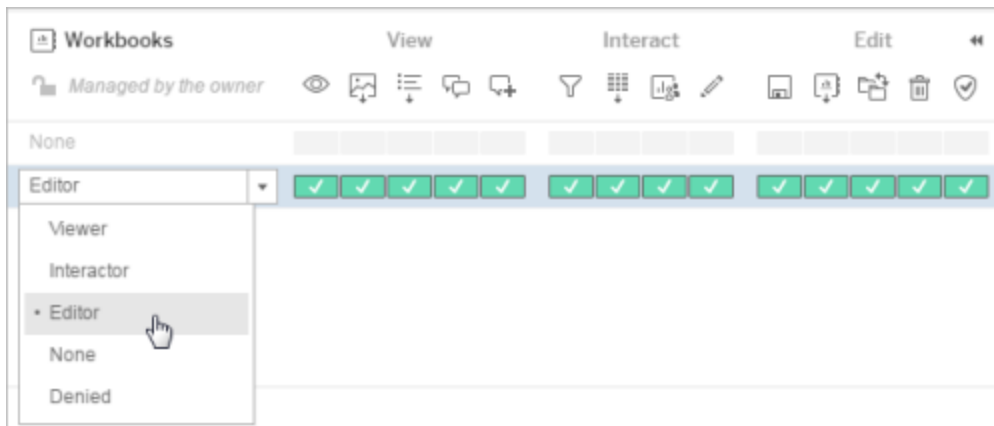 Workbooks View Interact Edit
Managed by the owner
None
Editor
Viewer
Interactor
• Editor
None
Denied